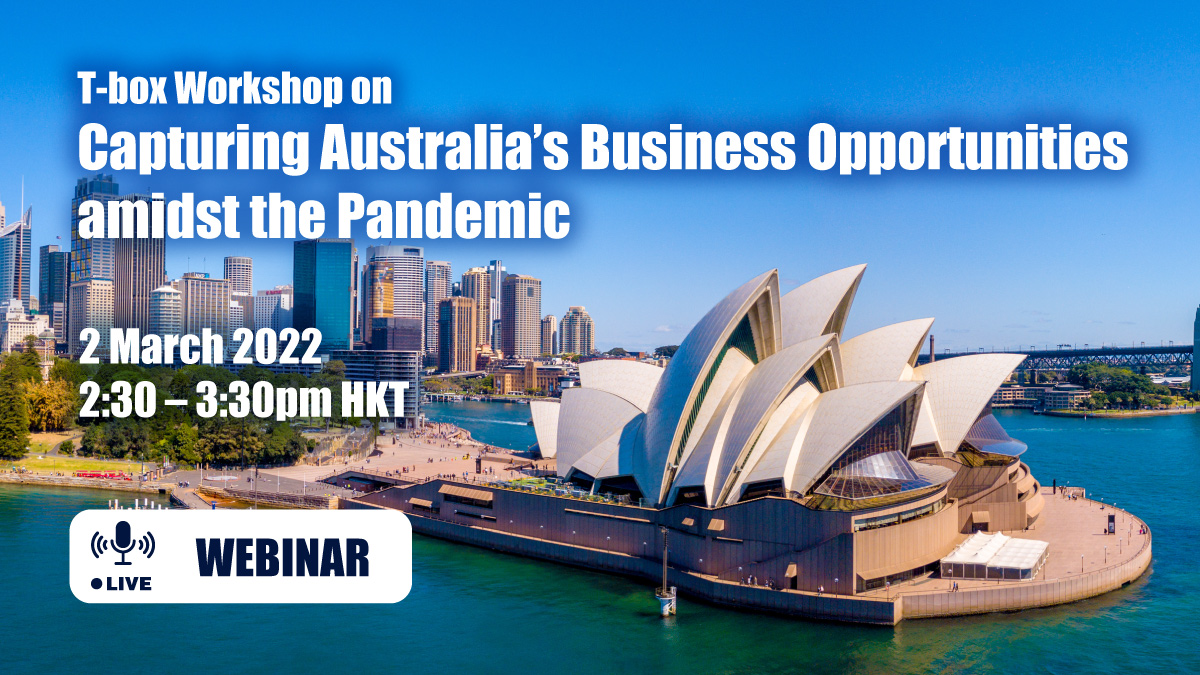 T-box Workshop on
Capturing Australia’s Business Opportunities
amidst the Pandemic
2 March 2022
2:30 – 3:30pm HKT
LIVE
WEBINAR